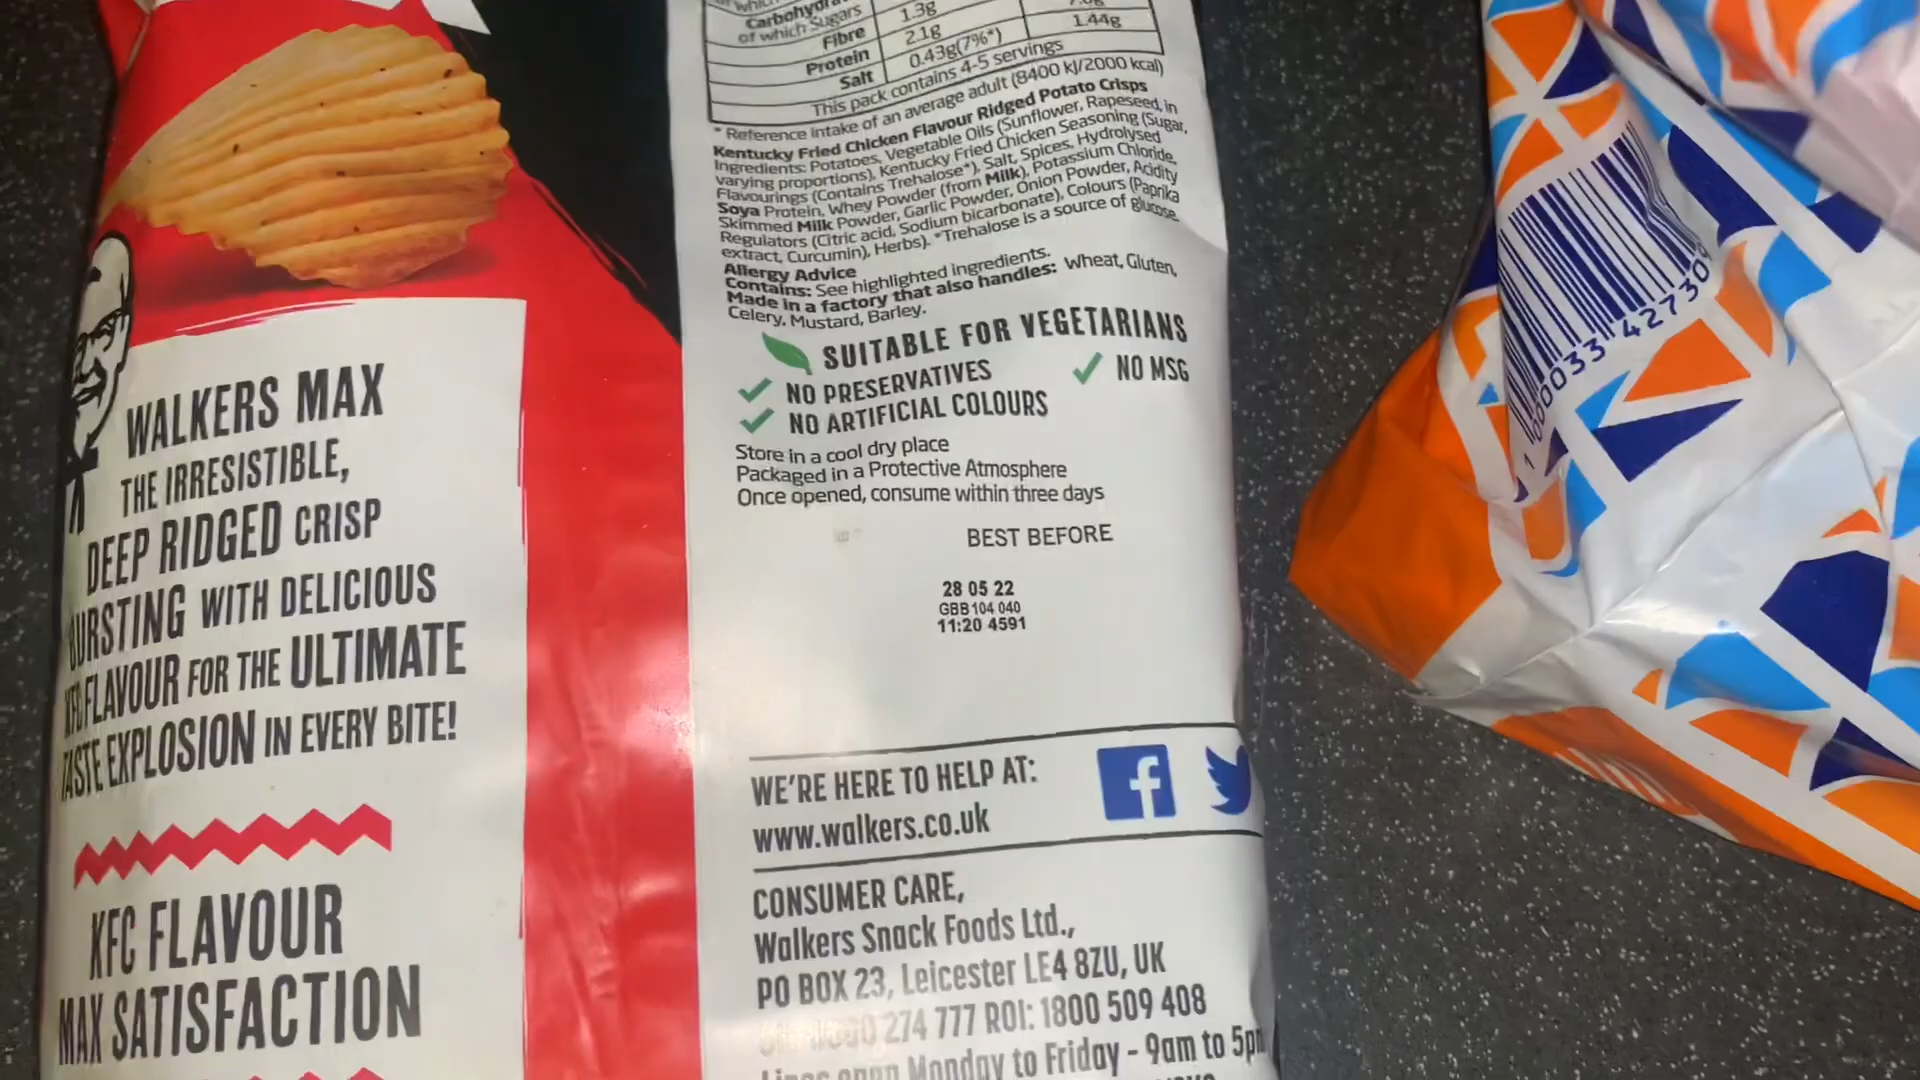 WALKERS MAX
THE IRRESISTIBLE,
DEEP RIDGED CRISP
BURSTING WITH DELICIOUS
KFC FLAVOUR FOR THE ULTIMATE
TASTE EXPLOSION IN EVERY BITE!
KFC FLAVOUR
MAX SATISFACTION
of which Sugars 1.3g
Fibre 2.1g
Protein 0.43g(7%*) 1.44g
Salt
This pack contains 4-5 servings
* Reference intake of an average adult (8400 kJ/2000 kcal)
Kentucky Fried Chicken Flavour Ridged Potato Crisps
Ingredients: Potatoes, Vegetable Oils (Sunflower, Rapeseed, in
varying proportions), Kentucky Fried Chicken Seasoning (Sugar,
Flavourings (Contains Trehalose*), Salt, Spices, Hydrolysed
Soya Protein, Whey Powder (from Milk), Potassium Chloride,
Skimmed Milk Powder, Garlic Powder, Onion Powder, Acidity
Regulators (Citric acid, Sodium bicarbonate), Colours (Paprika
extract, Curcumin), Herbs). *Trehalose is a source of glucose.
Allergy Advice
Contains: See highlighted ingredients.
Made in a factory that also handles: Wheat, Gluten,
Celery, Mustard, Barley.
SUITABLE FOR VEGETARIANS
NO PRESERVATIVES NO MSG
NO ARTIFICIAL COLOURS
Store in a cool dry place
Packaged in a Protective Atmosphere
Once opened, consume within three days
BEST BEFORE
28 05 22
GBB 104 040
11:20 4591
WE'RE HERE TO HELP AT:
www.walkers.co.uk
CONSUMER CARE,
Walkers Snack Foods Ltd.,
PO BOX 23, Leicester LE4 8ZU, UK
274 777 ROI: 1800 509 408
Monday to Friday - 9am to 5pm